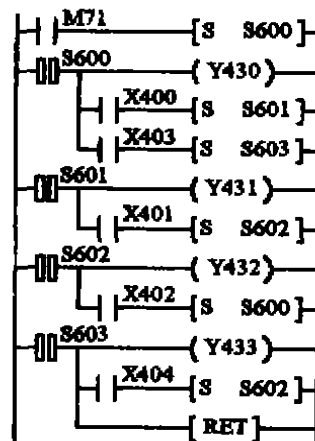 M71
[S S600]
S600
( Y430 )
X400
[S S601]
X403
[S S603]
S601
( Y431 )
X401
[S S602]
S602
( Y432 )
X402
[S S600]
S603
( Y433 )
X404
[S S602]
[ RET ]